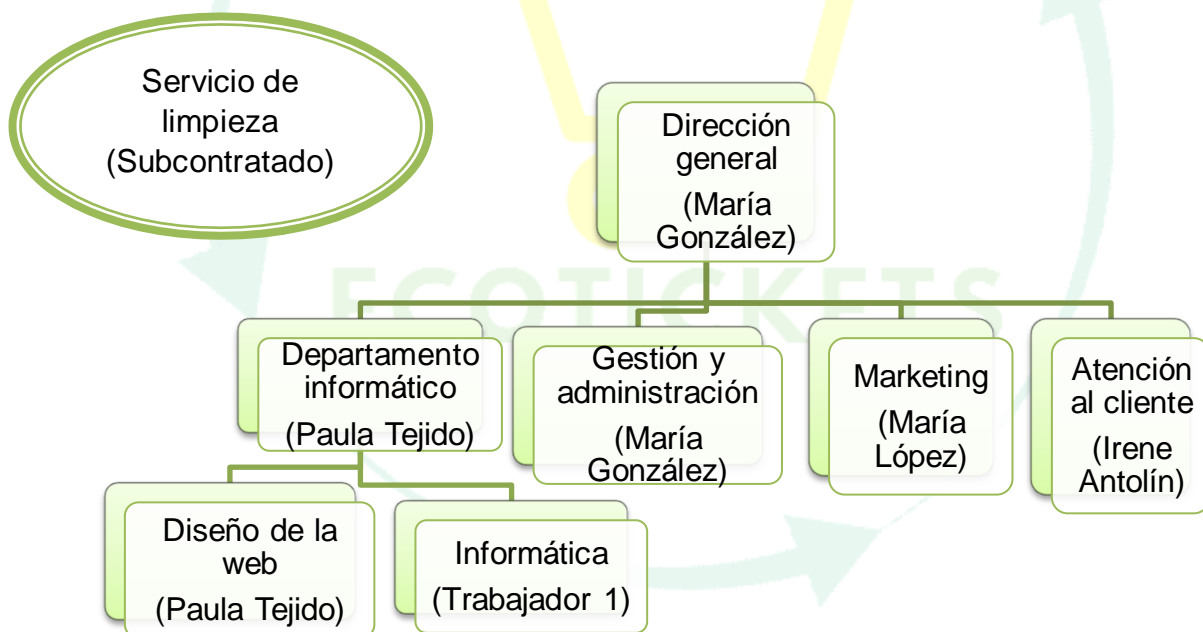 Servicio de
limpieza
(Subcontratado)
Dirección
general
(María
González)
ECOTICKETS
Departamento
informático
(Paula Tejido)
Gestión y
administración
(María
González)
Marketing
(María
López)
Atención
al cliente
(Irene
Antolín)
Diseño de la
web
(Paula Tejido)
Informática
(Trabajador 1)